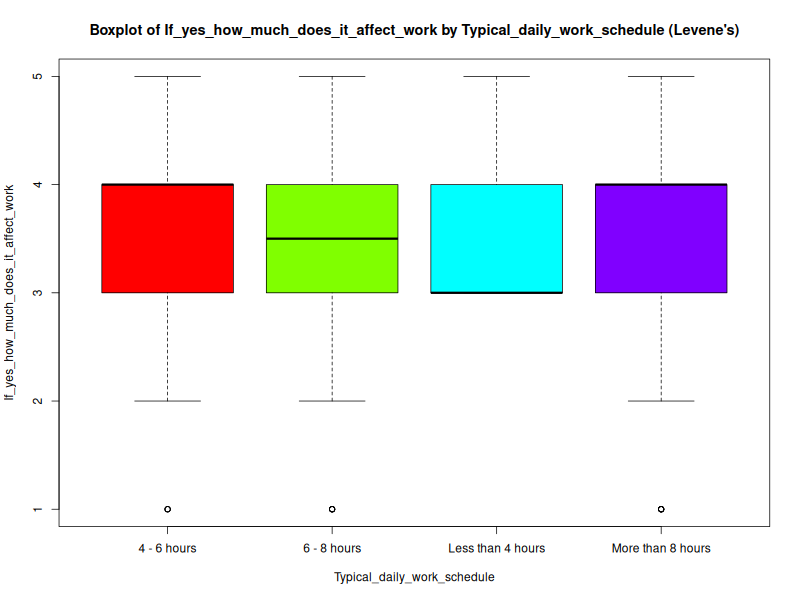 Boxplot of If_yes_how_much_does_it_affect_work by Typical_daily_work_schedule (Levene's)
If_yes_how_much_does_it_affect_work
5
4
3
2
1
4 - 6 hours
6 - 8 hours
Less than 4 hours
More than 8 hours
Typical_daily_work_schedule